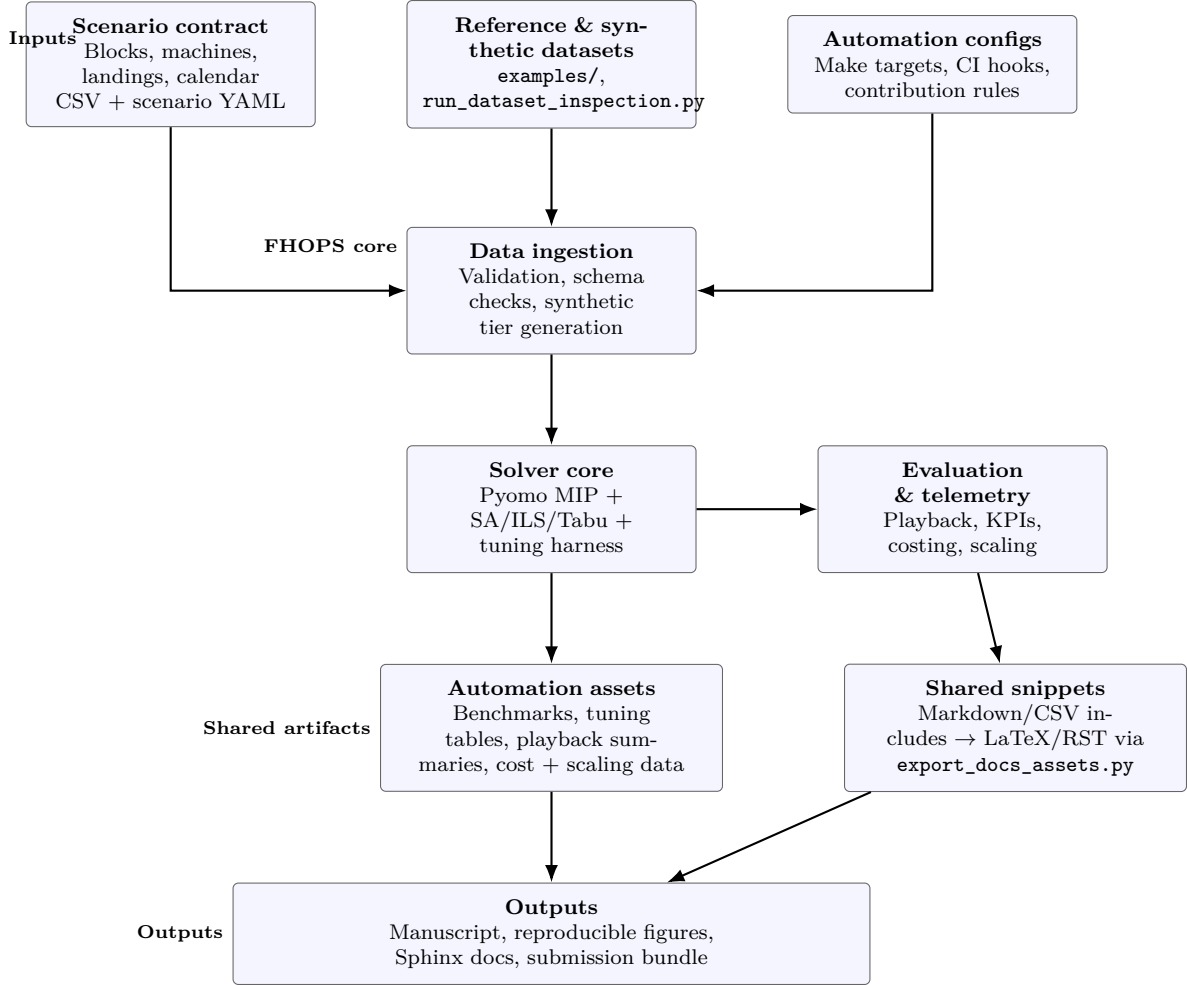 Inputs
Scenario contract
Blocks, machines,
landings, calendar
CSV + scenario YAML
Reference & syn-
thetic datasets
examples/,
run_dataset_inspection.py
Automation configs
Make targets, CI hooks,
contribution rules
FHOPS core
Data ingestion
Validation, schema
checks, synthetic
tier generation
Solver core
Pyomo MIP +
SA/ILS/Tabu +
tuning harness
Evaluation
& telemetry
Playback, KPIs,
costing, scaling
Shared artifacts
Automation assets
Benchmarks, tuning
tables, playback sum-
maries, cost + scaling data
Shared snippets
Markdown/CSV in-
cludes → LaTeX/RST via
export_docs_assets.py
Outputs
Outputs
Manuscript, reproducible figures,
Sphinx docs, submission bundle